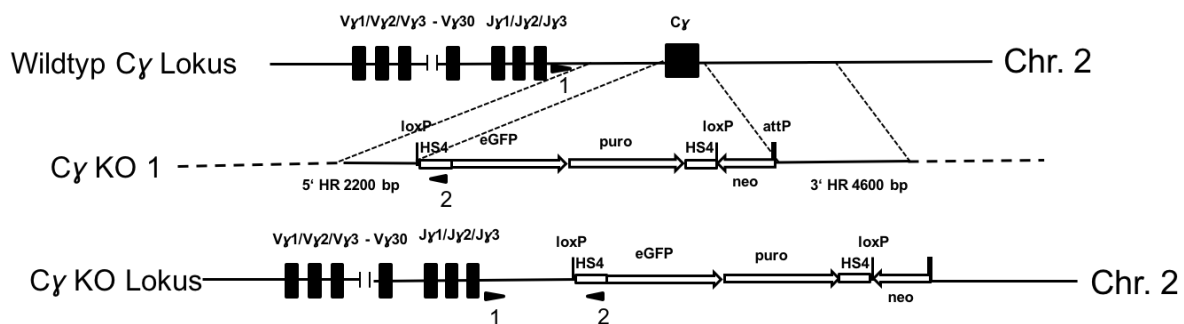 Vɣ1/Vɣ2/Vɣ3 - Vɣ30 Jɣ1/Jɣ2/Jɣ3 Cɣ
Wildtyp Cɣ Lokus Chr. 2
1
loxP eGFP puro loxP attP
HS4 HS4
Cɣ KO 1
5‘ HR 2200 bp neo 3‘ HR 4600 bp
2
Vɣ1/Vɣ2/Vɣ3 - Vɣ30 Jɣ1/Jɣ2/Jɣ3
loxP eGFP puro loxP
HS4 HS4
Cɣ KO Lokus Chr. 2
neo
1 2